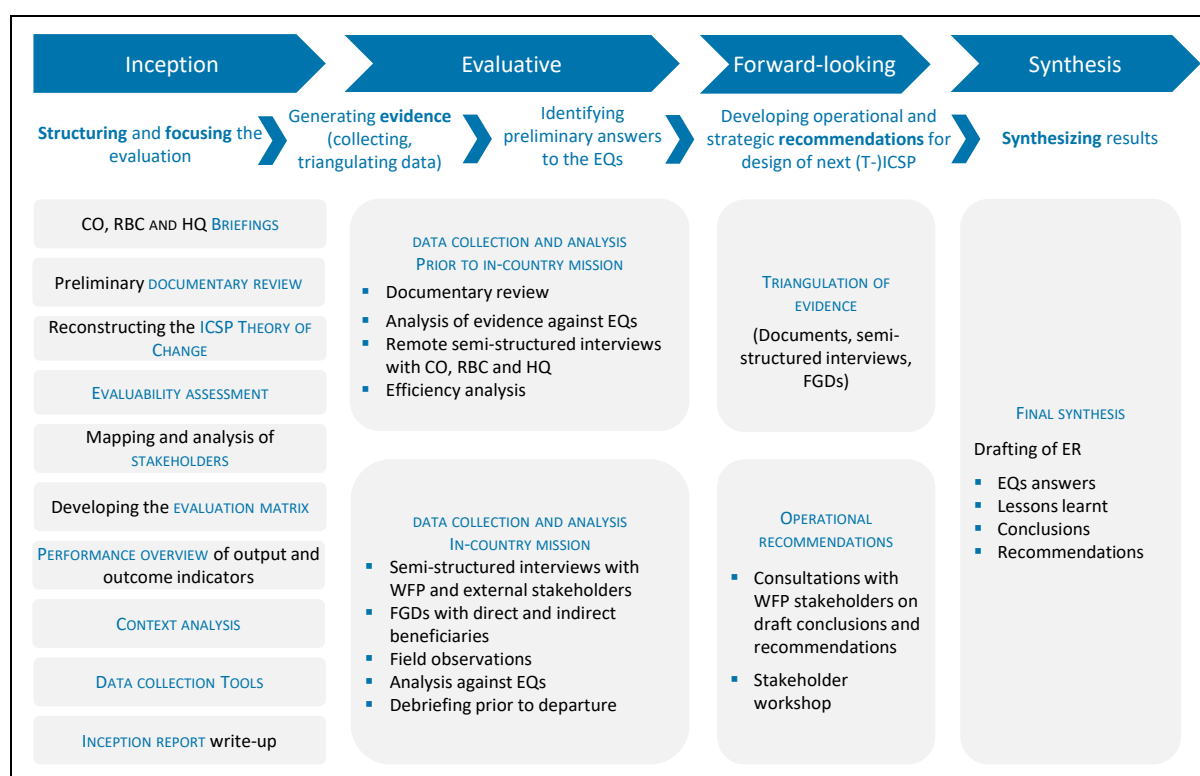 Inception
Evaluative
Forward-looking
Synthesis
Structuring and focusing the
evaluation
Generating evidence
(collecting,
triangulating data)
Identifying
preliminary answers
to the EQs
Developing operational and
strategic recommendations for
design of next (T-)ICSP
Synthesizing results
CO, RBC AND HQ BRIEFINGS
Preliminary DOCUMENTARY REVIEW
Reconstructing the ICSP THEORY OF
CHANGE
EVALUABILITY ASSESSMENT
Mapping and analysis of
STAKEHOLDERS
Developing the EVALUATION MATRIX
PERFORMANCE OVERVIEW of output and
outcome indicators
CONTEXT ANALYSIS
DATA COLLECTION TOOLS
INCEPTION REPORT write-up
DATA COLLECTION AND ANALYSIS
PRIOR TO IN-COUNTRY MISSION
▪ Documentary review
▪ Analysis of evidence against EQs
▪ Remote semi-structured interviews
with CO, RBC and HQ
▪ Efficiency analysis
DATA COLLECTION AND ANALYSIS
IN-COUNTRY MISSION
▪ Semi-structured interviews with
WFP and external stakeholders
▪ FGDs with direct and indirect
beneficiaries
▪ Field observations
▪ Analysis against EQs
▪ Debriefing prior to departure
TRIANGULATION OF
EVIDENCE
(Documents, semi-
structured interviews,
FGDs)
OPERATIONAL
RECOMMENDATIONS
▪ Consultations with
WFP stakeholders on
draft conclusions and
recommendations
▪ Stakeholder
workshop
FINAL SYNTHESIS
Drafting of ER
▪ EQs answers
▪ Lessons learnt
▪ Conclusions
▪ Recommendations